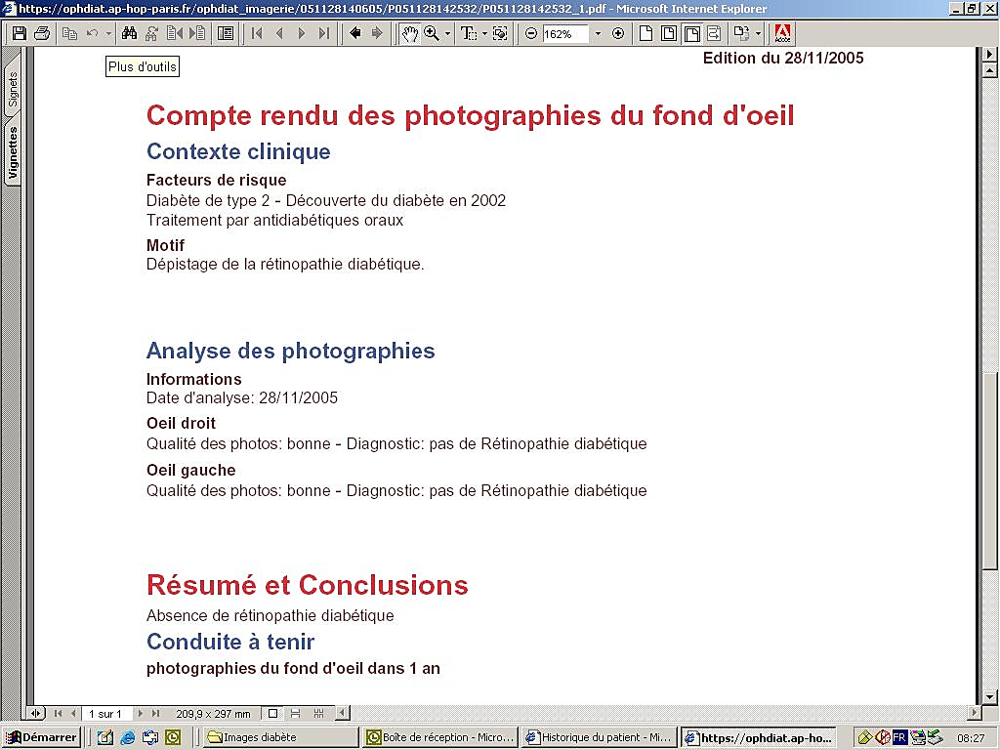 https://ophdiat.ap-hop-paris.fr/ophdiat_imagerie/051128140605/P051128142532/P051128142532_1.pdf - Microsoft Internet Explorer
162%
Adobe
Plus d'outils
Signets
Vignettes
Edition du 28/11/2005
Compte rendu des photographies du fond d'oeil
Contexte clinique
Facteurs de risque
Diabète de type 2 - Découverte du diabète en 2002
Traitement par antidiabétiques oraux
Motif
Dépistage de la rétinopathie diabétique.
Analyse des photographies
Informations
Date d'analyse: 28/11/2005
Oeil droit
Qualité des photos: bonne - Diagnostic: pas de Rétinopathie diabétique
Oeil gauche
Qualité des photos: bonne - Diagnostic: pas de Rétinopathie diabétique
Résumé et Conclusions
Absence de rétinopathie diabétique
Conduite à tenir
photographies du fond d'oeil dans 1 an
1 sur 1
209,9 x 297 mm
Démarrer
Images diabète
Boîte de réception - Micro...
Historique du patient - Mi...
https://ophdiat.ap-ho...
FR
08:27